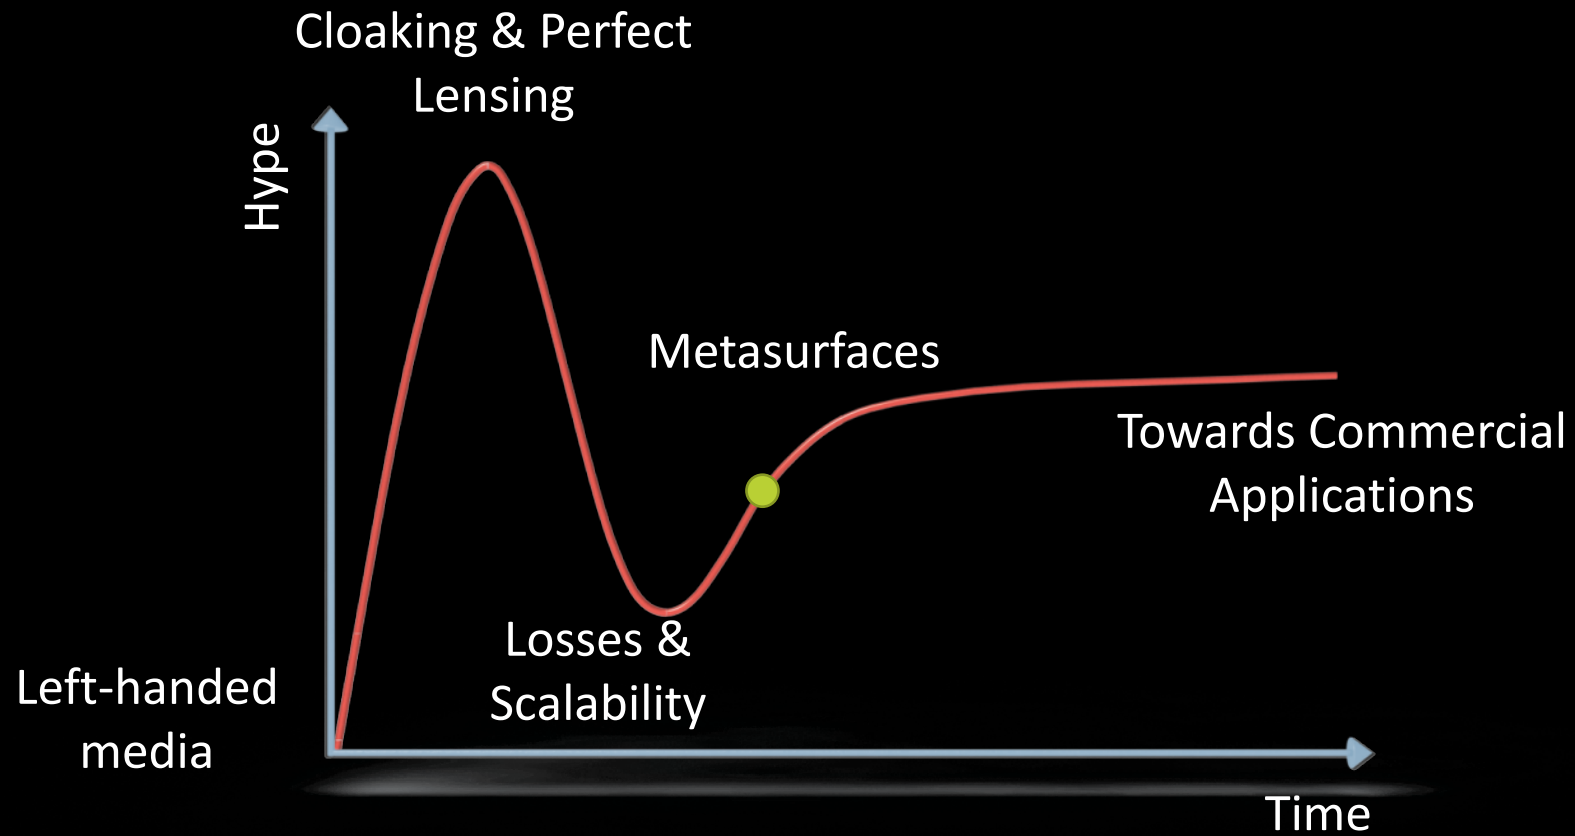 Cloaking & Perfect
Lensing
Hype
Metasurfaces
Towards Commercial
Applications
Losses &
Scalability
Left-handed
media
Time